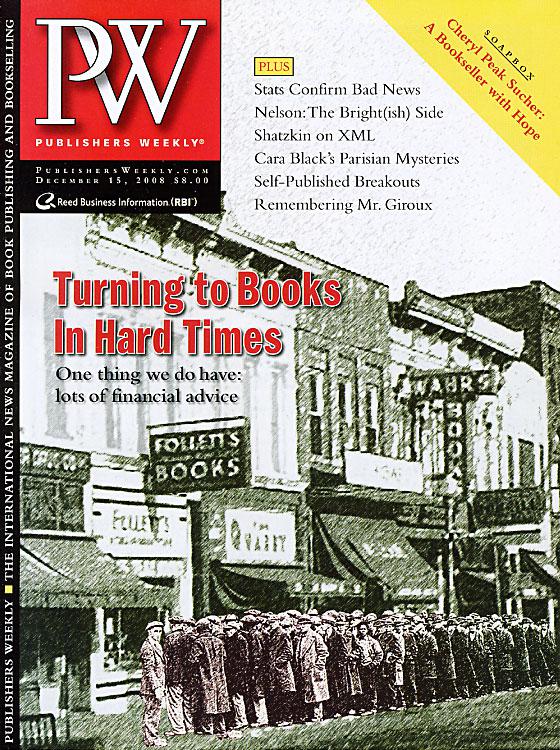 PW
PUBLISHERS WEEKLY®
PUBLISHERSWEEKLY.COM
DECEMBER 15, 2008 $8.00
Reed Business Information (RBI®)
PLUS
Stats Confirm Bad News
Nelson: The Bright(ish) Side
Shatzkin on XML
Cara Black's Parisian Mysteries
Self-Published Breakouts
Remembering Mr. Giroux
SOAPBOX
Cheryl Peak Sucher:
A Bookseller with Hope
Turning to Books
In Hard Times
One thing we do have:
lots of financial advice
FOLLETT'S
BOOKS
FOLLETT'S
QUALITY
WAHR'S
BOOK
PUBLISHERS WEEKLY ■ THE INTERNATIONAL NEWS MAGAZINE OF BOOK PUBLISHING AND BOOKSELLING